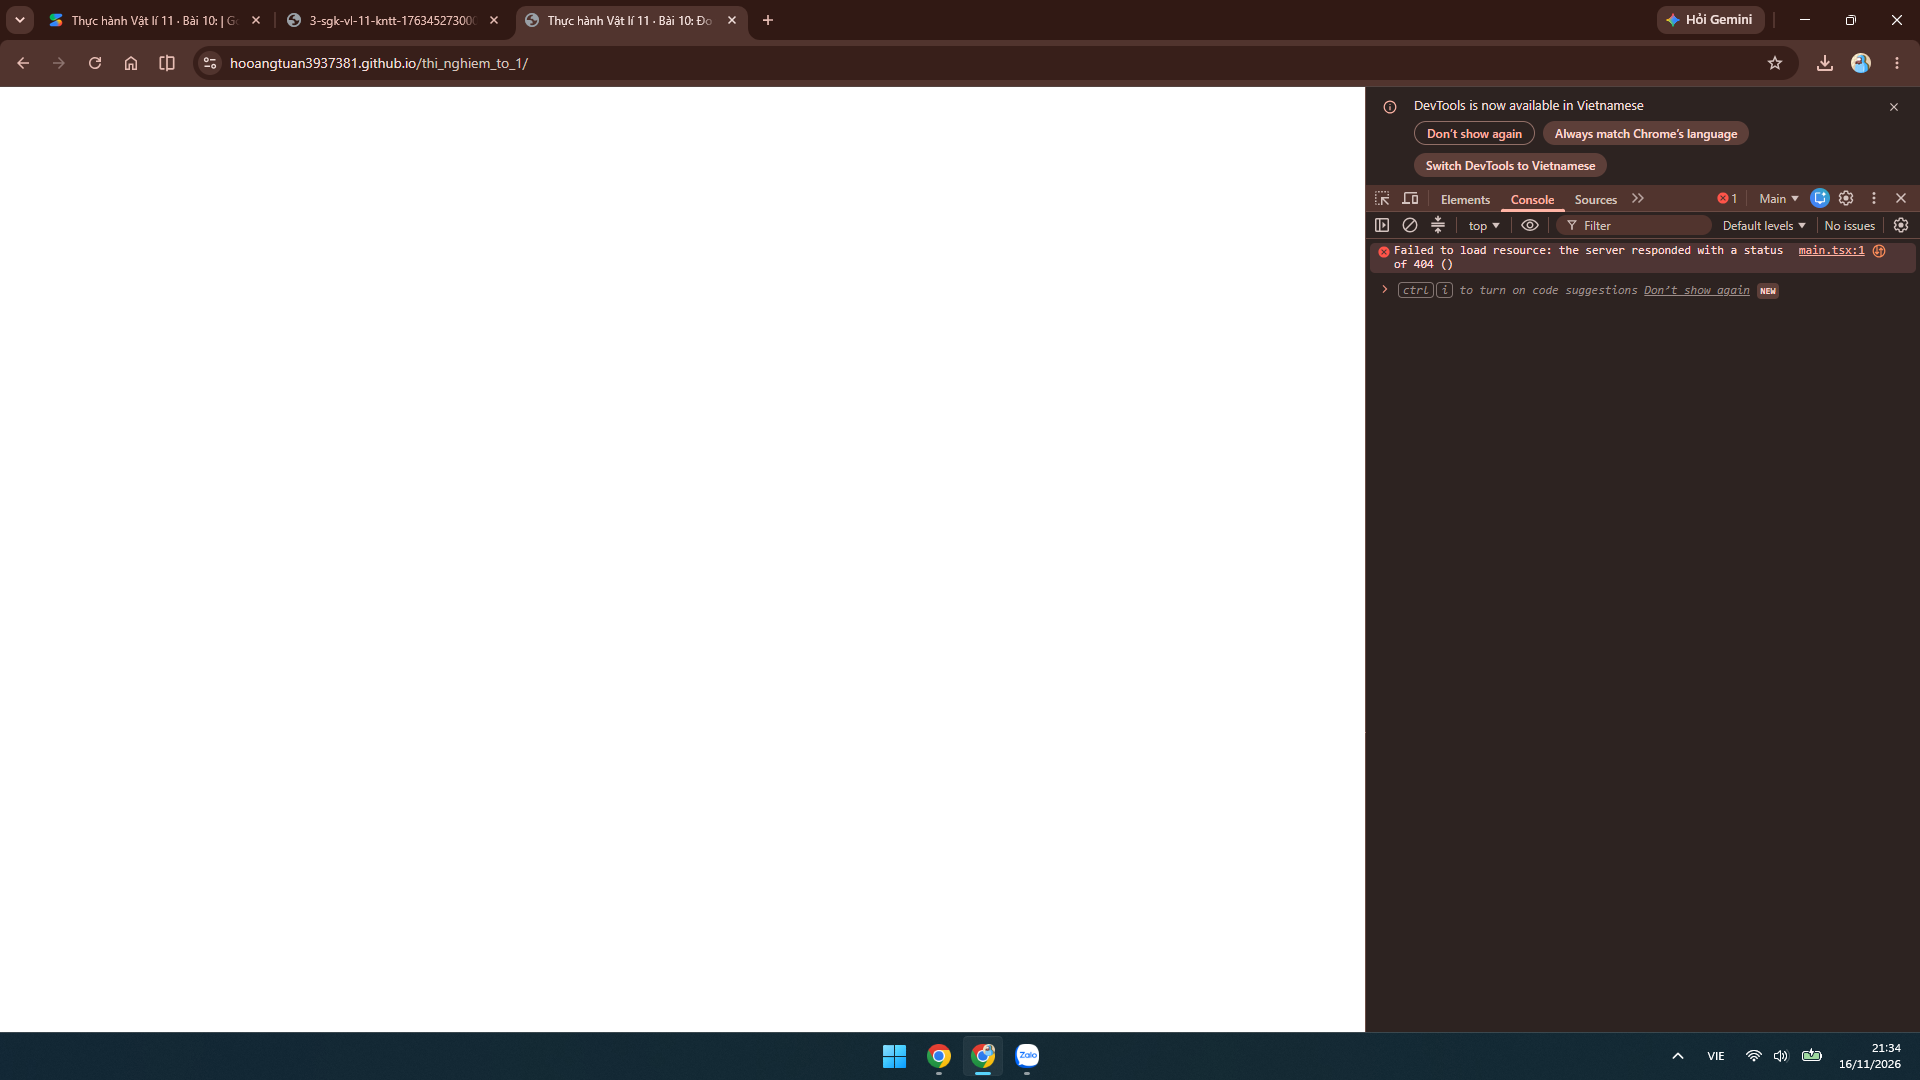 Thực hành Vật lí 11 · Bài 10: | Go
3-sgk-vl-11-kntt-176345273000
Thực hành Vật lí 11 · Bài 10: Đo
Hỏi Gemini
hooangtuan3937381.github.io/thi_nghiem_to_1/
DevTools is now available in Vietnamese
Don't show again
Always match Chrome's language
Switch DevTools to Vietnamese
Elements
Console
Sources
1
Main
top
Filter
Default levels
No issues
Failed to load resource: the server responded with a status main.tsx:1
of 404 ()
ctrl i to turn on code suggestions Don't show again NEW
Zalo
VIE
21:34
16/11/2026